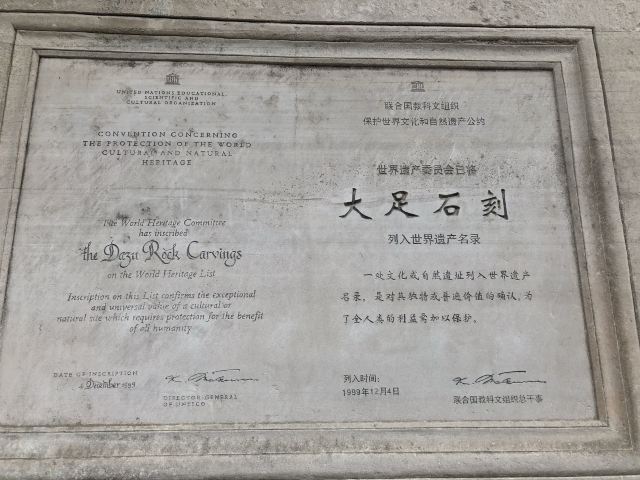 UNITED NATIONS EDUCATIONAL,
SCIENTIFIC AND
CULTURAL ORGANIZATION
CONVENTION CONCERNING
THE PROTECTION OF THE WORLD
CULTURAL AND NATURAL
HERITAGE
The World Heritage Committee
has inscribed
the Dazu Rock Carvings
on the World Heritage List
Inscription on this List confirms the exceptional
and universal value of a cultural or
natural site which requires protection for the benefit
of all humanity
DATE OF INSCRIPTION
4 December 1999
DIRECTOR-GENERAL
OF UNESCO
联合国教科文组织
保护世界文化和自然遗产公约
世界遗产委员会已将
大足石刻
列入世界遗产名录
一处文化或自然遗址列入世界遗产
名录，是对其独特或普遍价值的确认，为
了全人类的利益需加以保护。
列入时间：
1999年12月4日
联合国教科文组织总干事